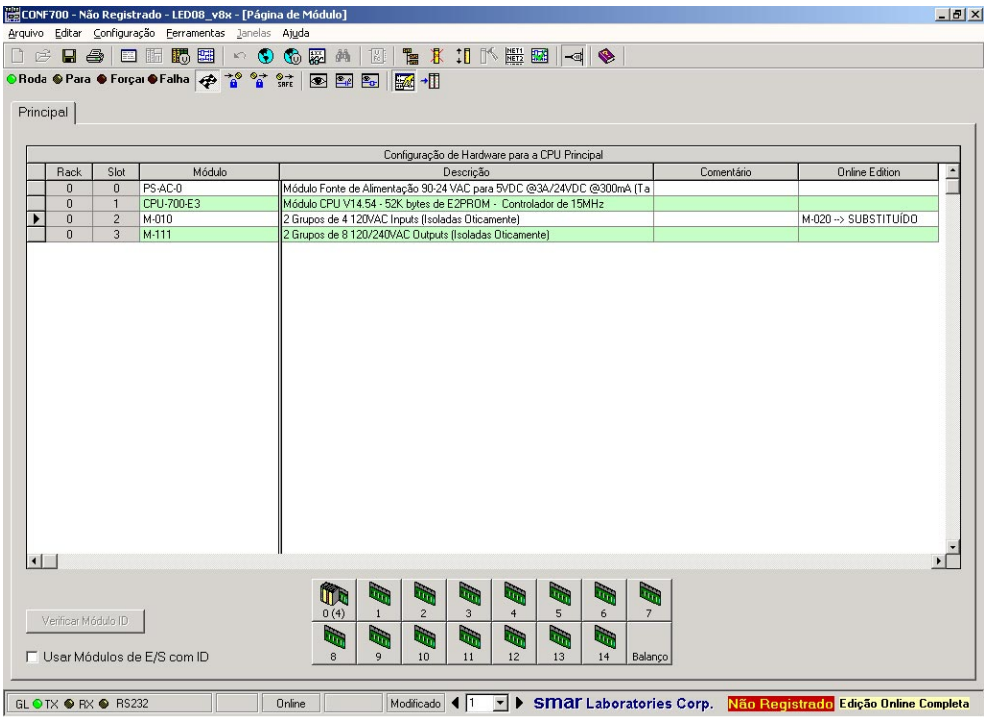 CONF700 - Não Registrado - LED08_v8x - [Página de Módulo]
Arquivo Editar Configuração Ferramentas Janelas Ajuda
NET1
NET2
Roda Para Forçar Falha SAFE
Principal
Configuração de Hardware para a CPU Principal
Rack Slot Módulo Descrição Comentário Online Edition
0 0 PS-AC-0 Módulo Fonte de Alimentação 90-24 VAC para 5VDC @3A/24VDC @300mA (Ta
0 1 CPU-700-E3 Módulo CPU V14.54 - 52K bytes de E2PROM - Controlador de 15MHz
0 2 M-010 2 Grupos de 4 120VAC Inputs (Isoladas Oticamente) M-020 --> SUBSTITUÍDO
0 3 M-111 2 Grupos de 8 120/240VAC Outputs (Isoladas Oticamente)
0 (4) 1 2 3 4 5 6 7
Verificar Módulo ID
8 9 10 11 12 13 14 Balanço
Usar Módulos de E/S com ID
GL TX RX RS232 Online Modificado 1 smar Laboratories Corp. Não Registrado Edição Online Completa